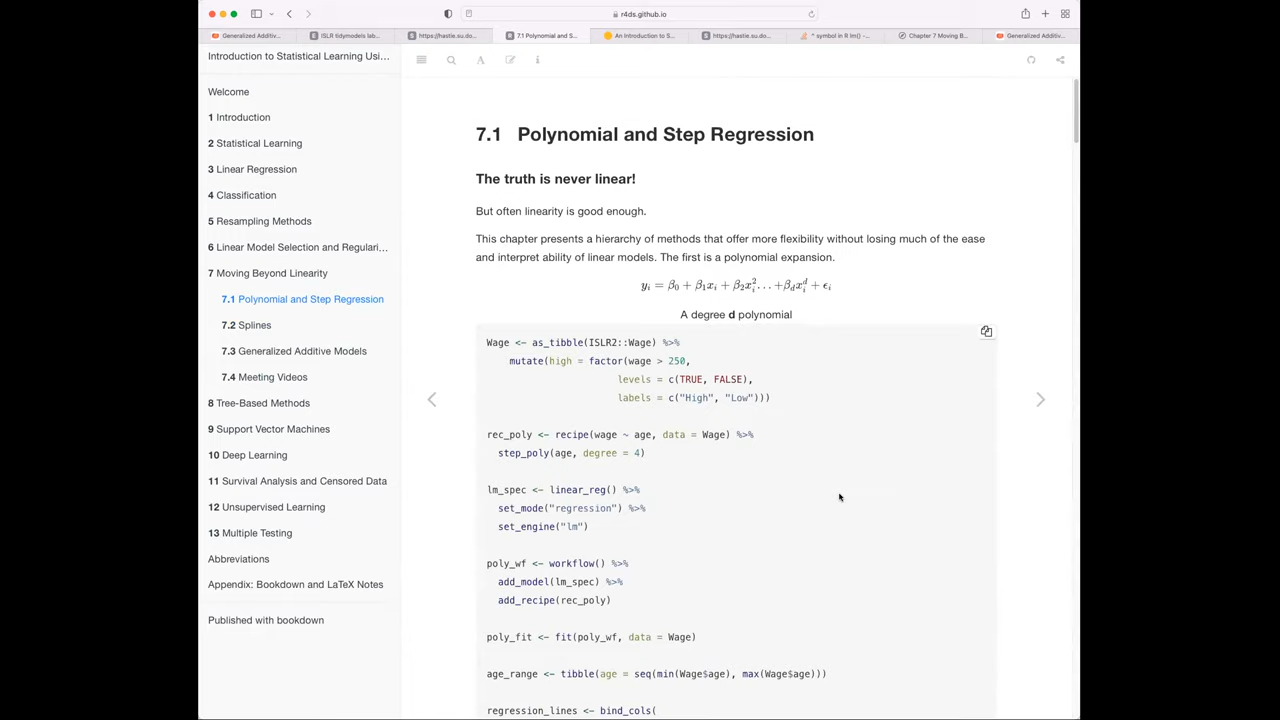 r4ds.github.io
Generalized Additiv...
ISLR tidymodels lab...
https://hastie.su.do...
7.1 Polynomial and S...
An Introduction to S...
https://hastie.su.do...
^ symbol in R lm() -...
Chapter 7 Moving B...
Generalized Additiv...
Introduction to Statistical Learning Usi...
Welcome
1 Introduction
2 Statistical Learning
3 Linear Regression
4 Classification
5 Resampling Methods
6 Linear Model Selection and Regulari...
7 Moving Beyond Linearity
7.1 Polynomial and Step Regression
7.2 Splines
7.3 Generalized Additive Models
7.4 Meeting Videos
8 Tree-Based Methods
9 Support Vector Machines
10 Deep Learning
11 Survival Analysis and Censored Data
12 Unsupervised Learning
13 Multiple Testing
Abbreviations
Appendix: Bookdown and LaTeX Notes
Published with bookdown
7.1 Polynomial and Step Regression
The truth is never linear!
But often linearity is good enough.
This chapter presents a hierarchy of methods that offer more flexibility without losing much of the ease
and interpret ability of linear models. The first is a polynomial expansion.
y_i = β_0 + β_1x_i + β_2x_i^2 ... +β_dx_i^d + ϵ_i
A degree d polynomial
Wage <- as_tibble(ISLR2::Wage) %>%
mutate(high = factor(wage > 250,
levels = c(TRUE, FALSE),
labels = c("High", "Low")))
rec_poly <- recipe(wage ~ age, data = Wage) %>%
step_poly(age, degree = 4)
lm_spec <- linear_reg() %>%
set_mode("regression") %>%
set_engine("lm")
poly_wf <- workflow() %>%
add_model(lm_spec) %>%
add_recipe(rec_poly)
poly_fit <- fit(poly_wf, data = Wage)
age_range <- tibble(age = seq(min(Wage$age), max(Wage$age)))
regression_lines <- bind_cols(